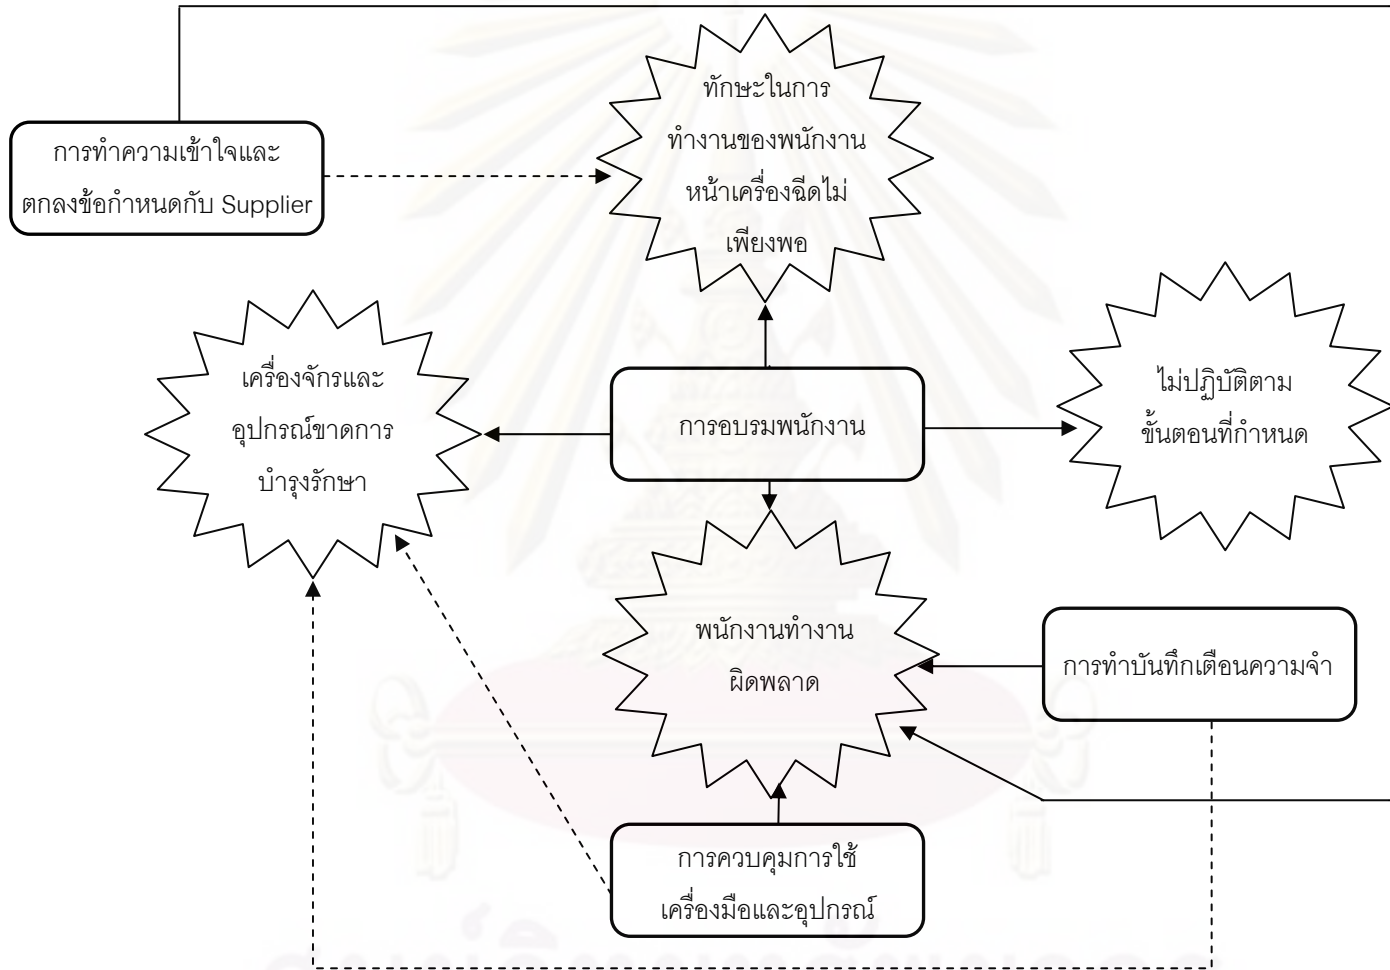 ทักษะในการ
ทำงานของพนักงาน
หน้าเครื่องฉีดไม่
เพียงพอ
การทำความเข้าใจและ
ตกลงข้อกำหนดกับ Supplier
เครื่องจักรและ
อุปกรณ์ขาดการ
บำรุงรักษา
การอบรมพนักงาน
ไม่ปฏิบัติตาม
ขั้นตอนที่กำหนด
พนักงานทำงาน
ผิดพลาด
การทำบันทึกเตือนความจำ
การควบคุมการใช้
เครื่องมือและอุปกรณ์